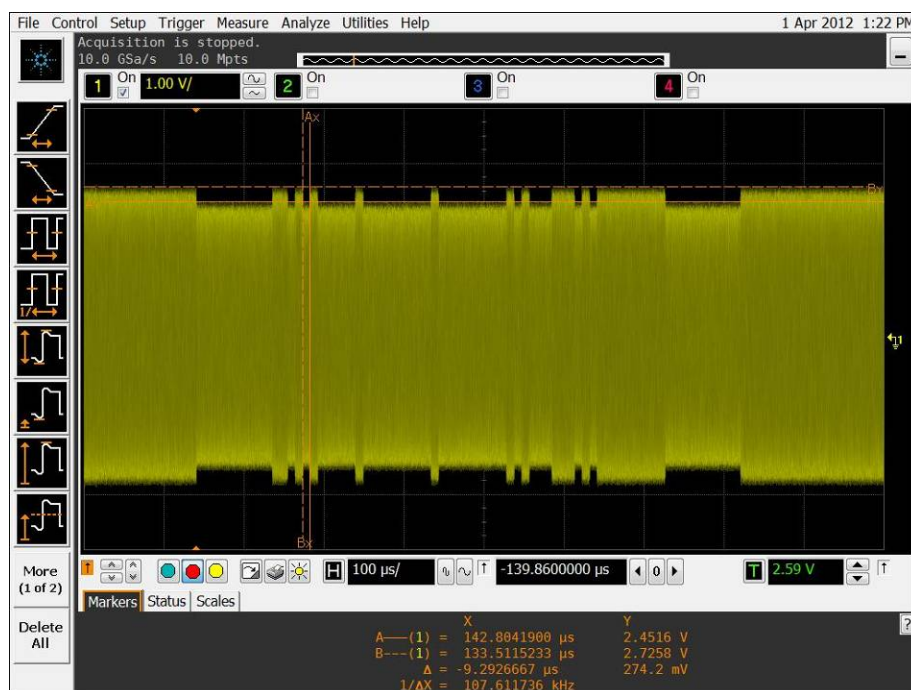 File Control Setup Trigger Measure Analyze Utilities Help 1 Apr 2012 1:22 PM
Acquisition is stopped.
10.0 GSa/s 10.0 Mpts
1 On 1.00 V/ 2 On 3 On 4 On
Ax
Bx
1
Bx
1/
More
(1 of 2)
Delete
All
H 100 µs/ -139.8600000 µs 0 T 2.59 V
Markers Status Scales
X Y
A───(1) = 142.8041900 µs 2.4516 V
B---(1) = 133.5115233 µs 2.7258 V
Δ = -9.2926667 µs 274.2 mV
1/ΔX = 107.611736 kHz
?